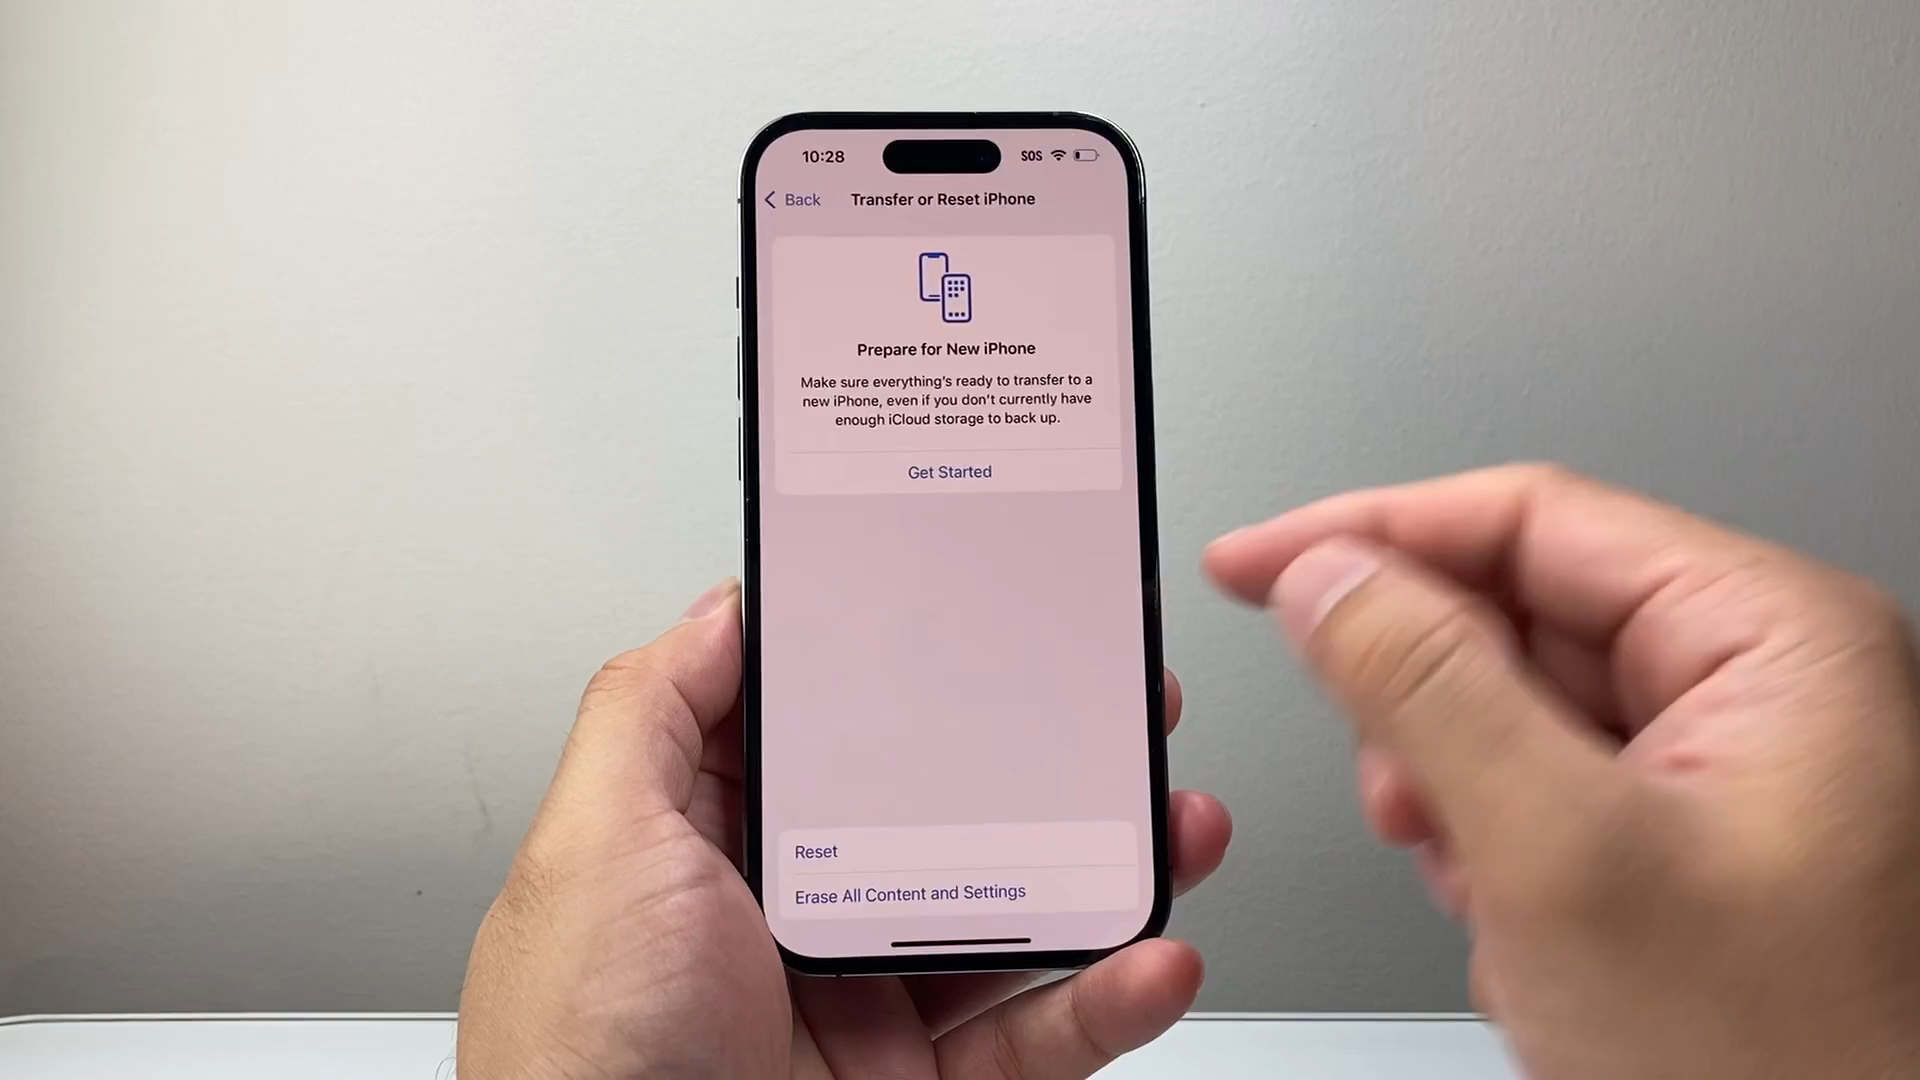 10:28 SOS
Back Transfer or Reset iPhone
Prepare for New iPhone
Make sure everything's ready to transfer to a
new iPhone, even if you don't currently have
enough iCloud storage to back up.
Get Started
Reset
Erase All Content and Settings